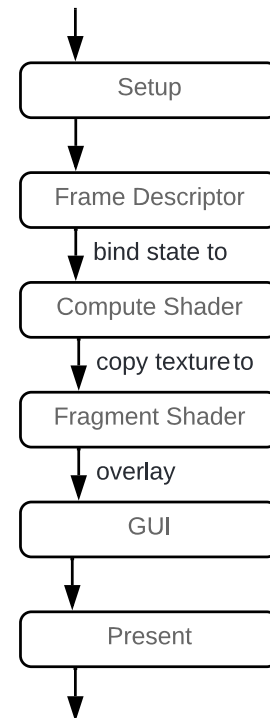 Setup
Frame Descriptor
bind state to
Compute Shader
copy texture to
Fragment Shader
overlay
GUI
Present